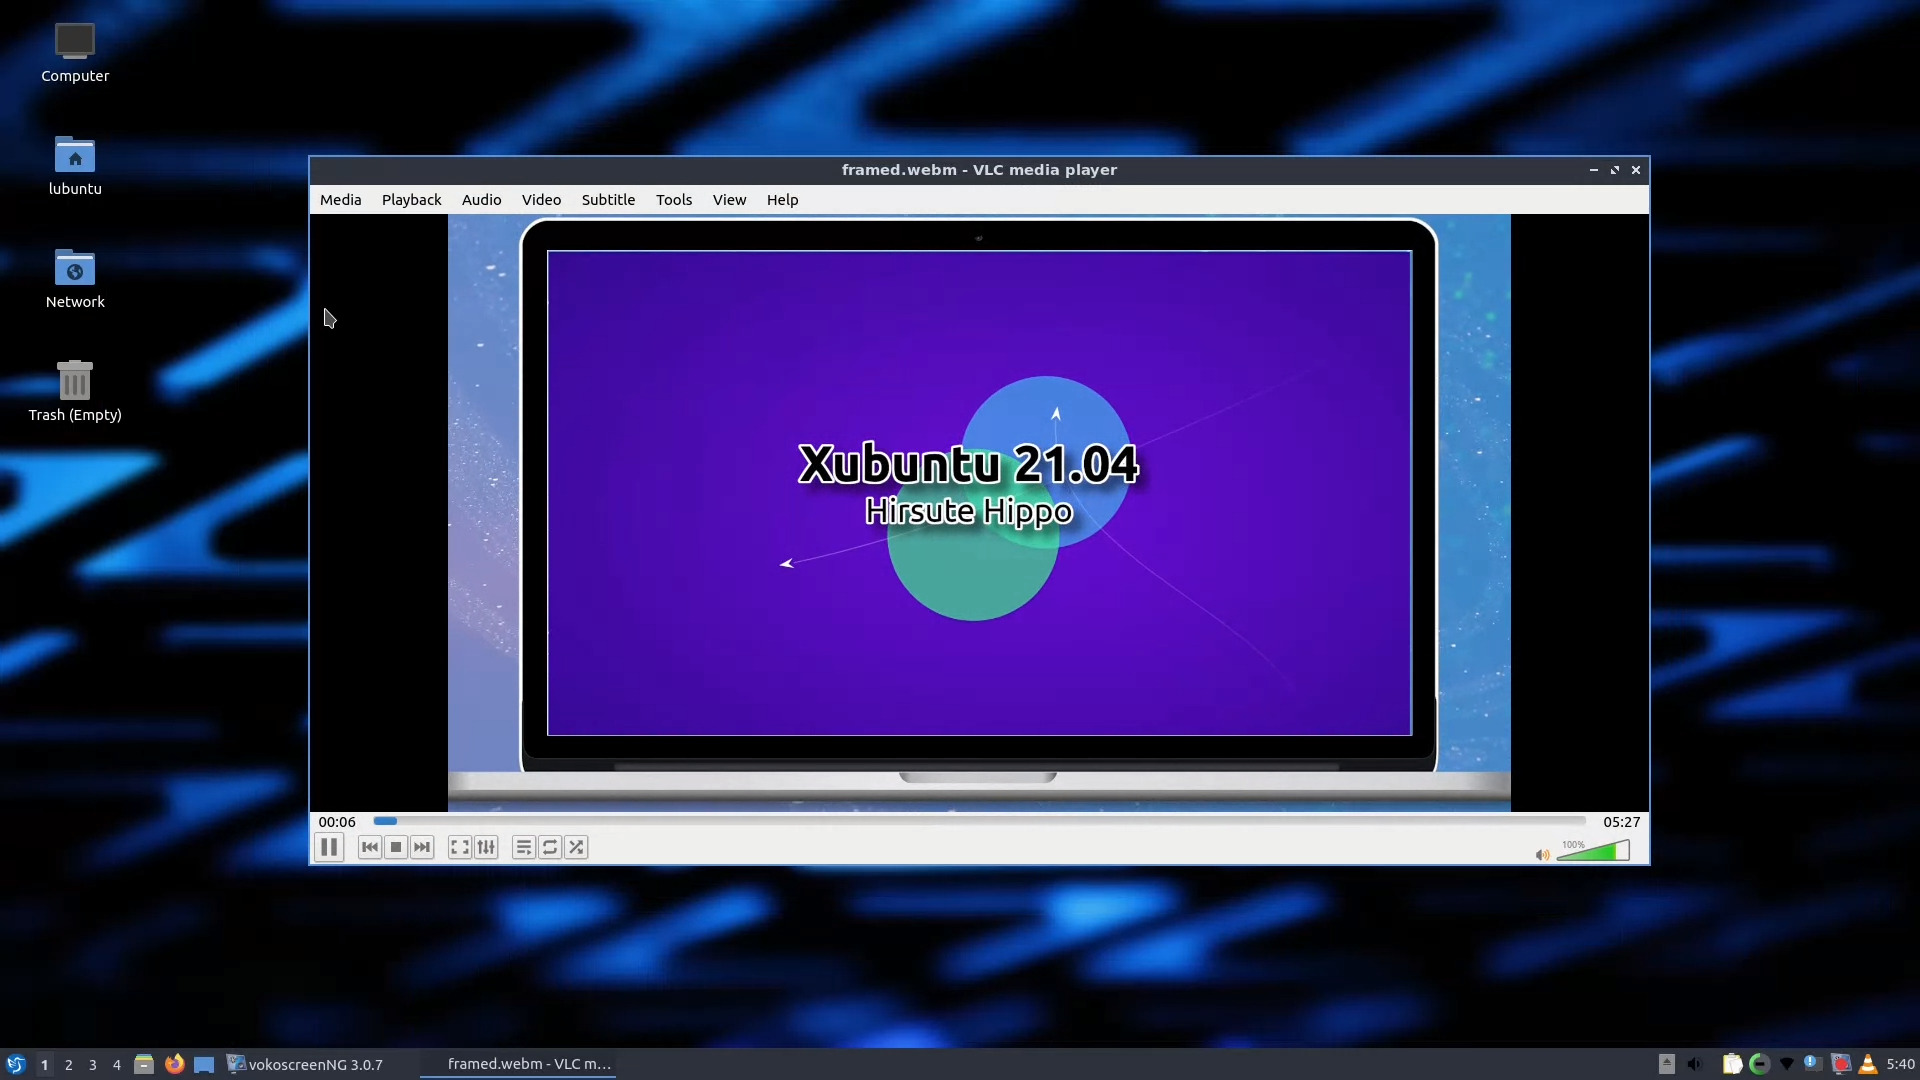 Computer
lubuntu
Network
Trash (Empty)
framed.webm - VLC media player
Media Playback Audio Video Subtitle Tools View Help
Xubuntu 21.04
Hirsute Hippo
00:06
05:27
100%
1 2 3 4
vokoscreenNG 3.0.7
framed.webm - VLC m...
5:40